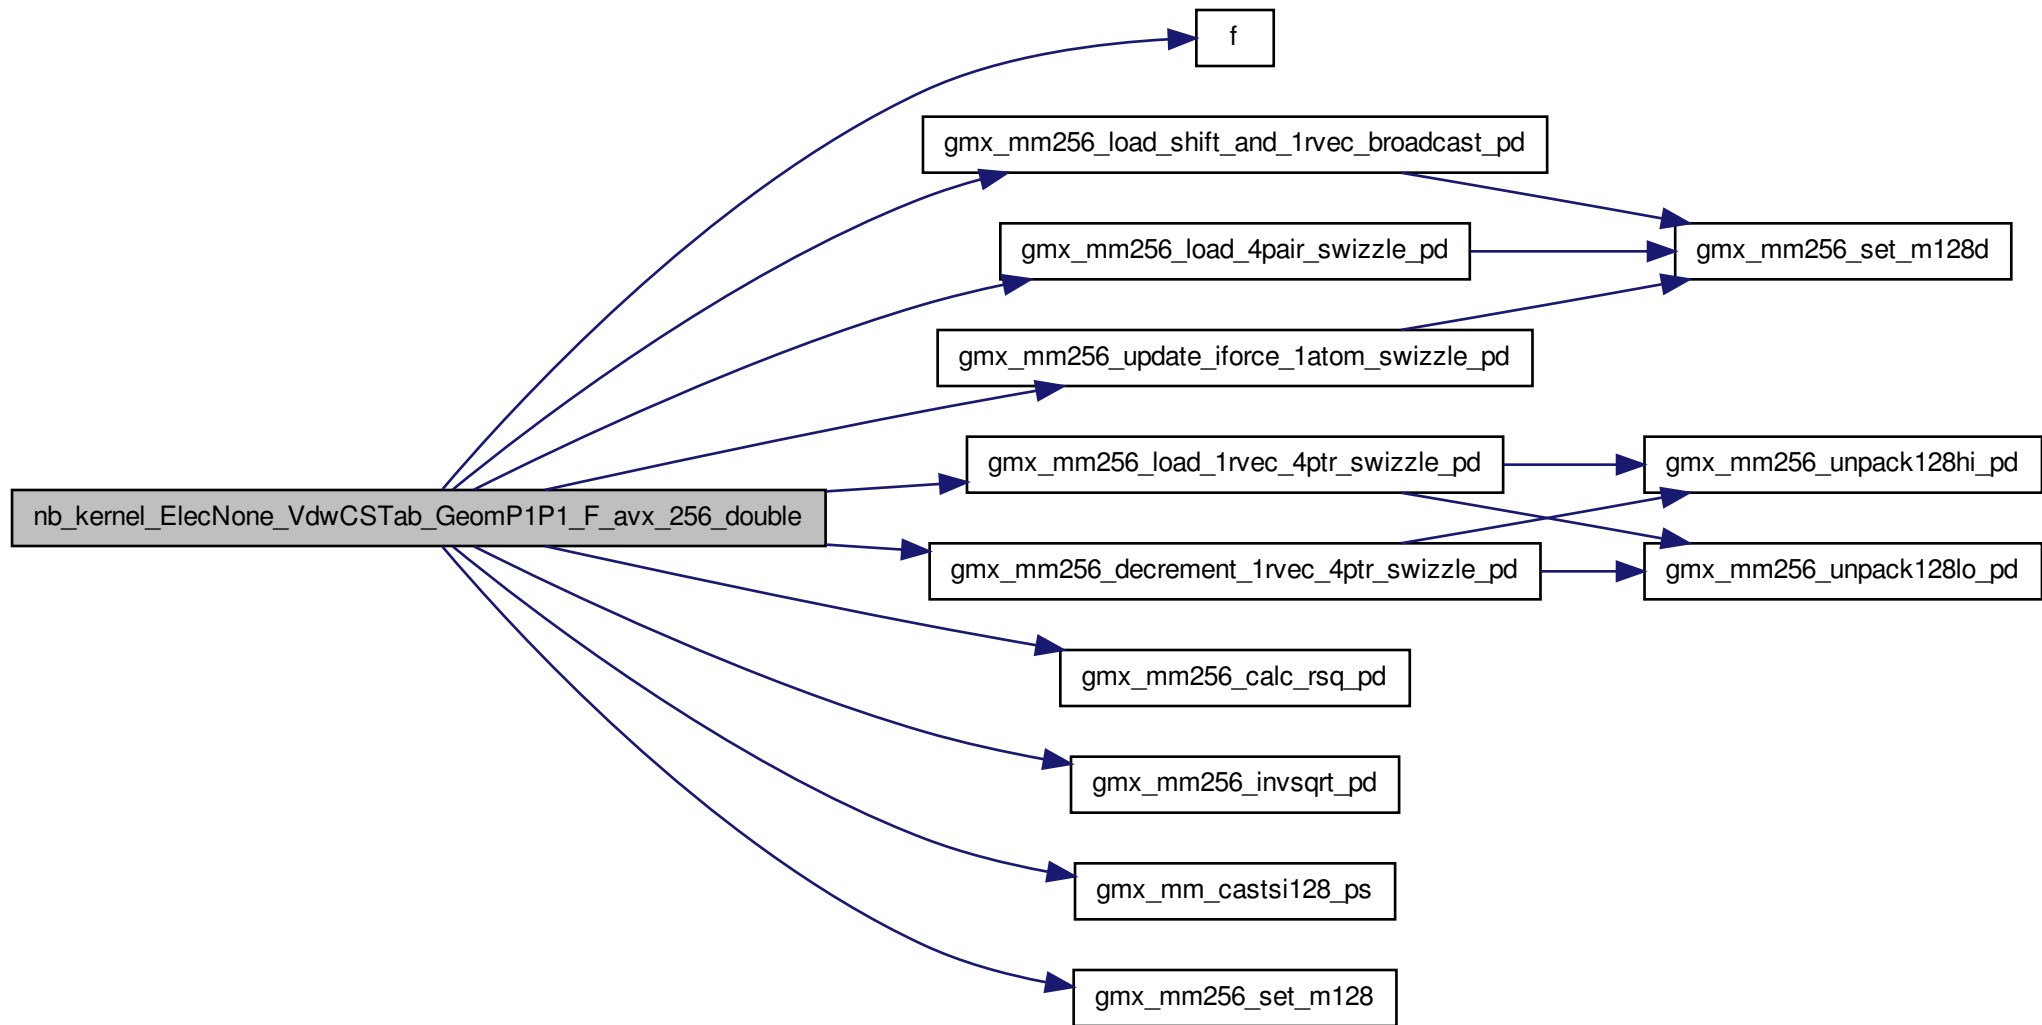 f
gmx_mm256_load_shift_and_1rvec_broadcast_pd
gmx_mm256_load_4pair_swizzle_pd
gmx_mm256_set_m128d
gmx_mm256_update_iforce_1atom_swizzle_pd
gmx_mm256_load_1rvec_4ptr_swizzle_pd
gmx_mm256_unpack128hi_pd
nb_kernel_ElecNone_VdwCSTab_GeomP1P1_F_avx_256_double
gmx_mm256_decrement_1rvec_4ptr_swizzle_pd
gmx_mm256_unpack128lo_pd
gmx_mm256_calc_rsq_pd
gmx_mm256_invsqrt_pd
gmx_mm_castsi128_ps
gmx_mm256_set_m128